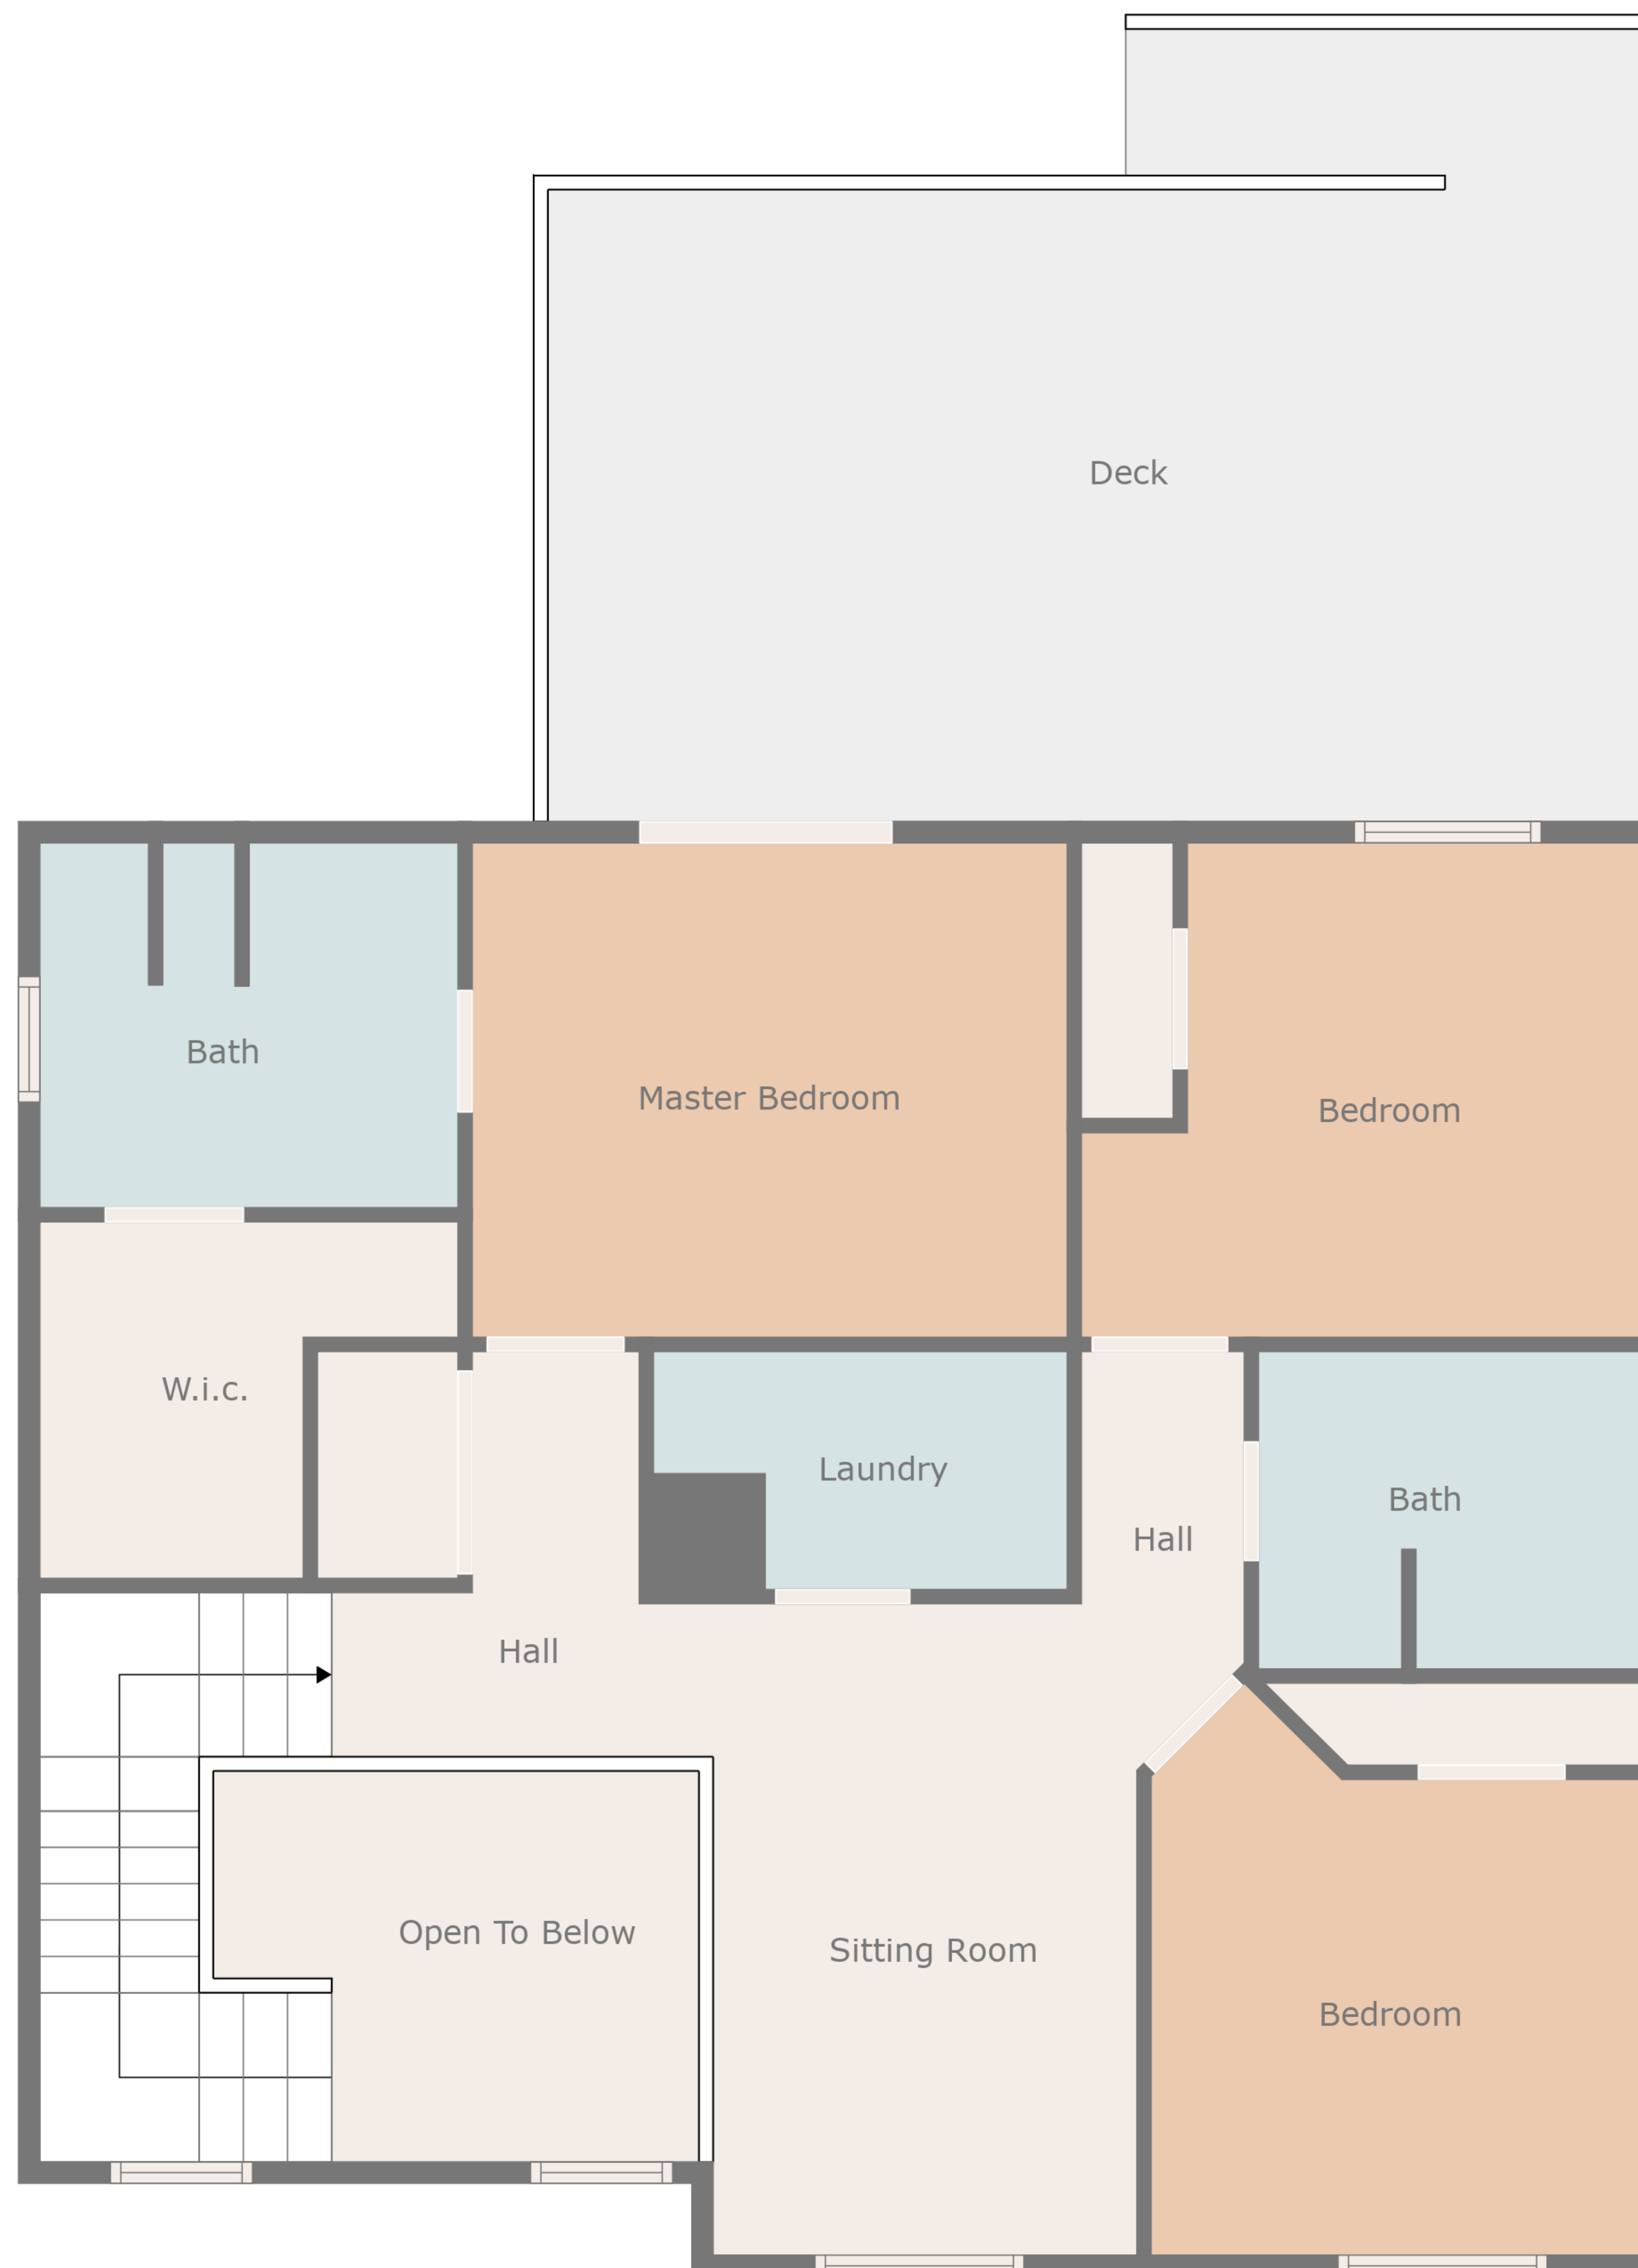 Deck
Bath
Master Bedroom
Bedroom
W.i.c.
Laundry
Bath
Hall
Hall
Open To Below
Sitting Room
Bedroom